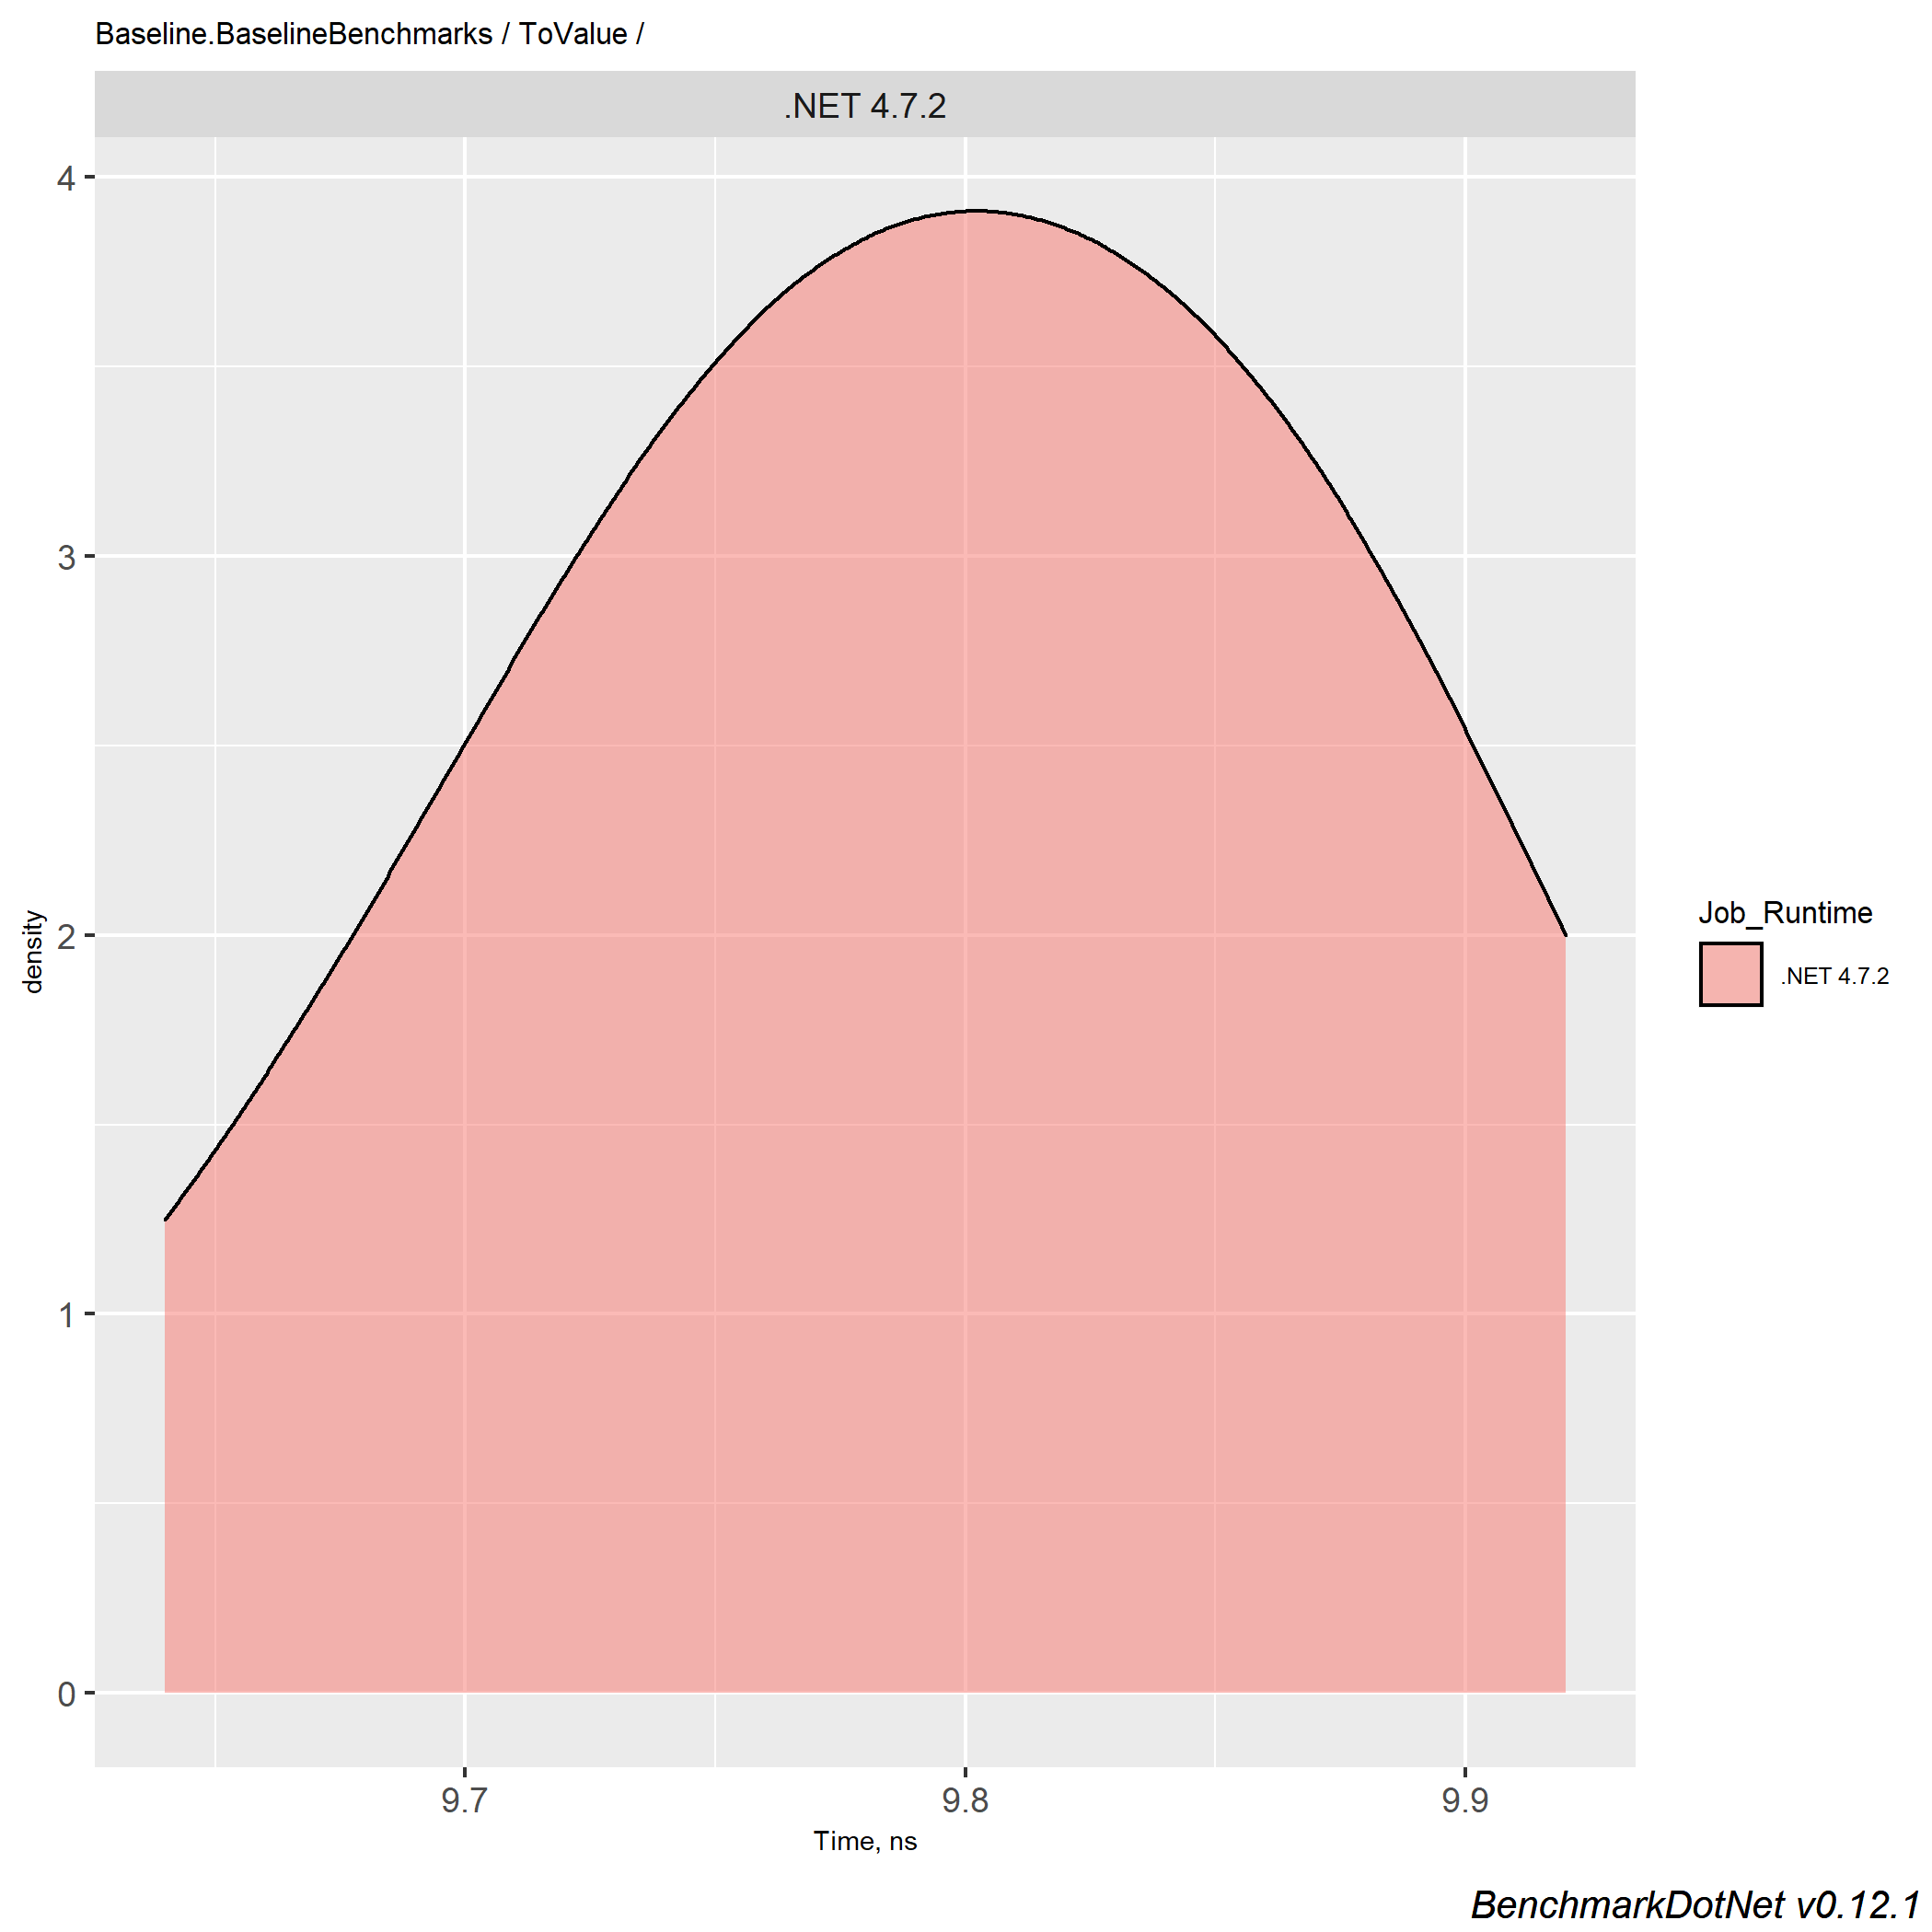 Baseline.BaselineBenchmarks / ToValue /
.NET 4.7.2
4
3
2
1
0
density
9.7 9.8 9.9
Time, ns
Job_Runtime
.NET 4.7.2
BenchmarkDotNet v0.12.1